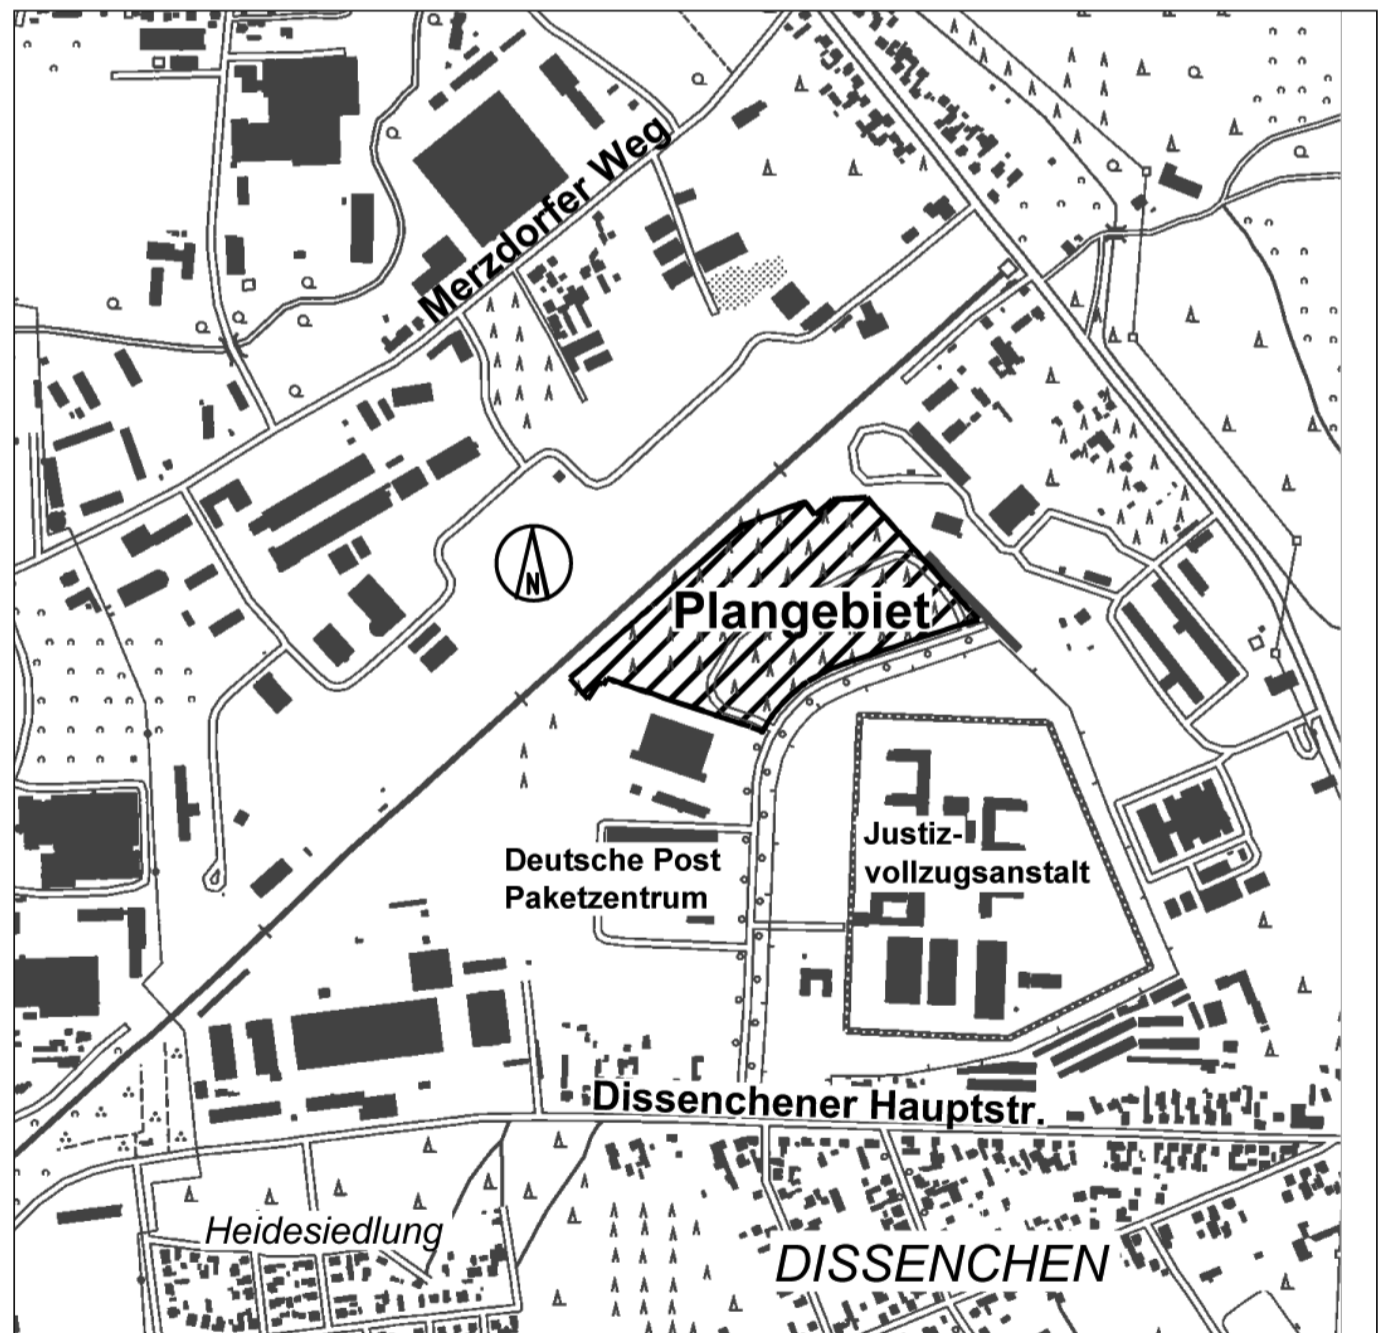 Merzdorfer Weg
N
Plangebiet
Justiz-
vollzugsanstalt
Deutsche Post
Paketzentrum
Dissenchener Hauptstr.
Heidesiedlung
DISSENCHEN